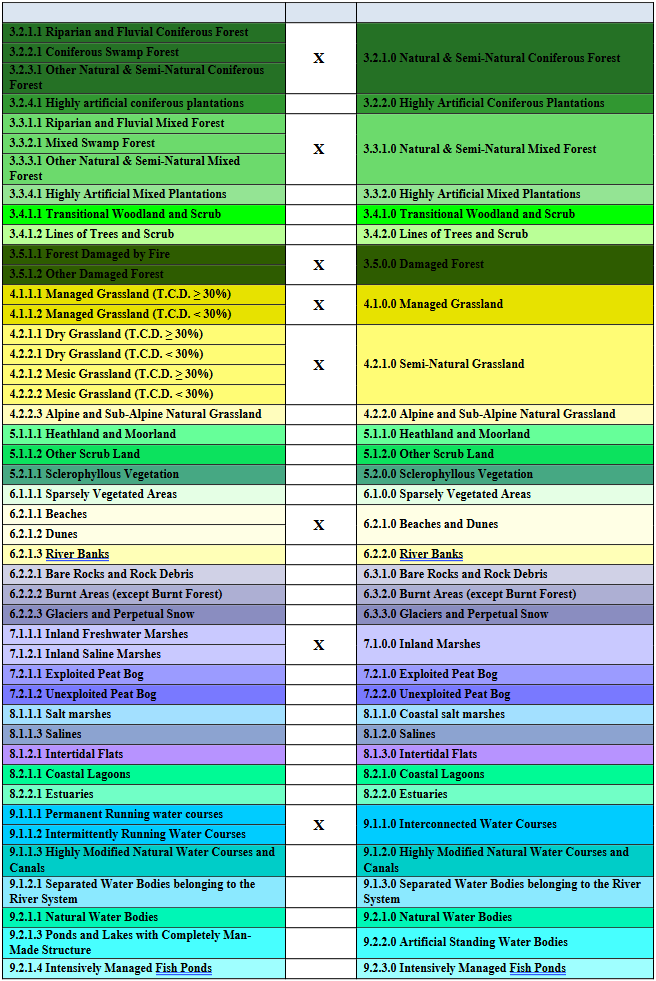 3.2.1.1 Riparian and Fluvial Coniferous Forest
3.2.2.1 Coniferous Swamp Forest
3.2.3.1 Other Natural & Semi-Natural Coniferous
Forest
X
3.2.1.0 Natural & Semi-Natural Coniferous Forest
3.2.4.1 Highly artificial coniferous plantations
3.2.2.0 Highly Artificial Coniferous Plantations
3.3.1.1 Riparian and Fluvial Mixed Forest
3.3.2.1 Mixed Swamp Forest
3.3.3.1 Other Natural & Semi-Natural Mixed
Forest
X
3.3.1.0 Natural & Semi-Natural Mixed Forest
3.3.4.1 Highly Artificial Mixed Plantations
3.3.2.0 Highly Artificial Mixed Plantations
3.4.1.1 Transitional Woodland and Scrub
3.4.1.0 Transitional Woodland and Scrub
3.4.1.2 Lines of Trees and Scrub
3.4.2.0 Lines of Trees and Scrub
3.5.1.1 Forest Damaged by Fire
3.5.1.2 Other Damaged Forest
X
3.5.0.0 Damaged Forest
4.1.1.1 Managed Grassland (T.C.D. ≥ 30%)
4.1.1.2 Managed Grassland (T.C.D. < 30%)
X
4.1.0.0 Managed Grassland
4.2.1.1 Dry Grassland (T.C.D. ≥ 30%)
4.2.2.1 Dry Grassland (T.C.D. < 30%)
4.2.1.2 Mesic Grassland (T.C.D. ≥ 30%)
4.2.2.2 Mesic Grassland (T.C.D. < 30%)
X
4.2.1.0 Semi-Natural Grassland
4.2.2.3 Alpine and Sub-Alpine Natural Grassland
4.2.2.0 Alpine and Sub-Alpine Natural Grassland
5.1.1.1 Heathland and Moorland
5.1.1.0 Heathland and Moorland
5.1.1.2 Other Scrub Land
5.1.2.0 Other Scrub Land
5.2.1.1 Sclerophyllous Vegetation
5.2.0.0 Sclerophyllous Vegetation
6.1.1.1 Sparsely Vegetated Areas
6.1.0.0 Sparsely Vegetated Areas
6.2.1.1 Beaches
6.2.1.2 Dunes
X
6.2.1.0 Beaches and Dunes
6.2.1.3 River Banks
6.2.2.0 River Banks
6.2.2.1 Bare Rocks and Rock Debris
6.3.1.0 Bare Rocks and Rock Debris
6.2.2.2 Burnt Areas (except Burnt Forest)
6.3.2.0 Burnt Areas (except Burnt Forest)
6.2.2.3 Glaciers and Perpetual Snow
6.3.3.0 Glaciers and Perpetual Snow
7.1.1.1 Inland Freshwater Marshes
7.1.2.1 Inland Saline Marshes
X
7.1.0.0 Inland Marshes
7.2.1.1 Exploited Peat Bog
7.2.1.0 Exploited Peat Bog
7.2.1.2 Unexploited Peat Bog
7.2.2.0 Unexploited Peat Bog
8.1.1.1 Salt marshes
8.1.1.0 Coastal salt marshes
8.1.1.3 Salines
8.1.2.0 Salines
8.1.2.1 Intertidal Flats
8.1.3.0 Intertidal Flats
8.2.1.1 Coastal Lagoons
8.2.1.0 Coastal Lagoons
8.2.2.1 Estuaries
8.2.2.0 Estuaries
9.1.1.1 Permanent Running water courses
9.1.1.2 Intermittently Running Water Courses
X
9.1.1.0 Interconnected Water Courses
9.1.1.3 Highly Modified Natural Water Courses and
Canals
9.1.2.0 Highly Modified Natural Water Courses and
Canals
9.1.2.1 Separated Water Bodies belonging to the
River System
9.1.3.0 Separated Water Bodies belonging to the River
System
9.2.1.1 Natural Water Bodies
9.2.1.0 Natural Water Bodies
9.2.1.3 Ponds and Lakes with Completely Man-
Made Structure
9.2.2.0 Artificial Standing Water Bodies
9.2.1.4 Intensively Managed Fish Ponds
9.2.3.0 Intensively Managed Fish Ponds